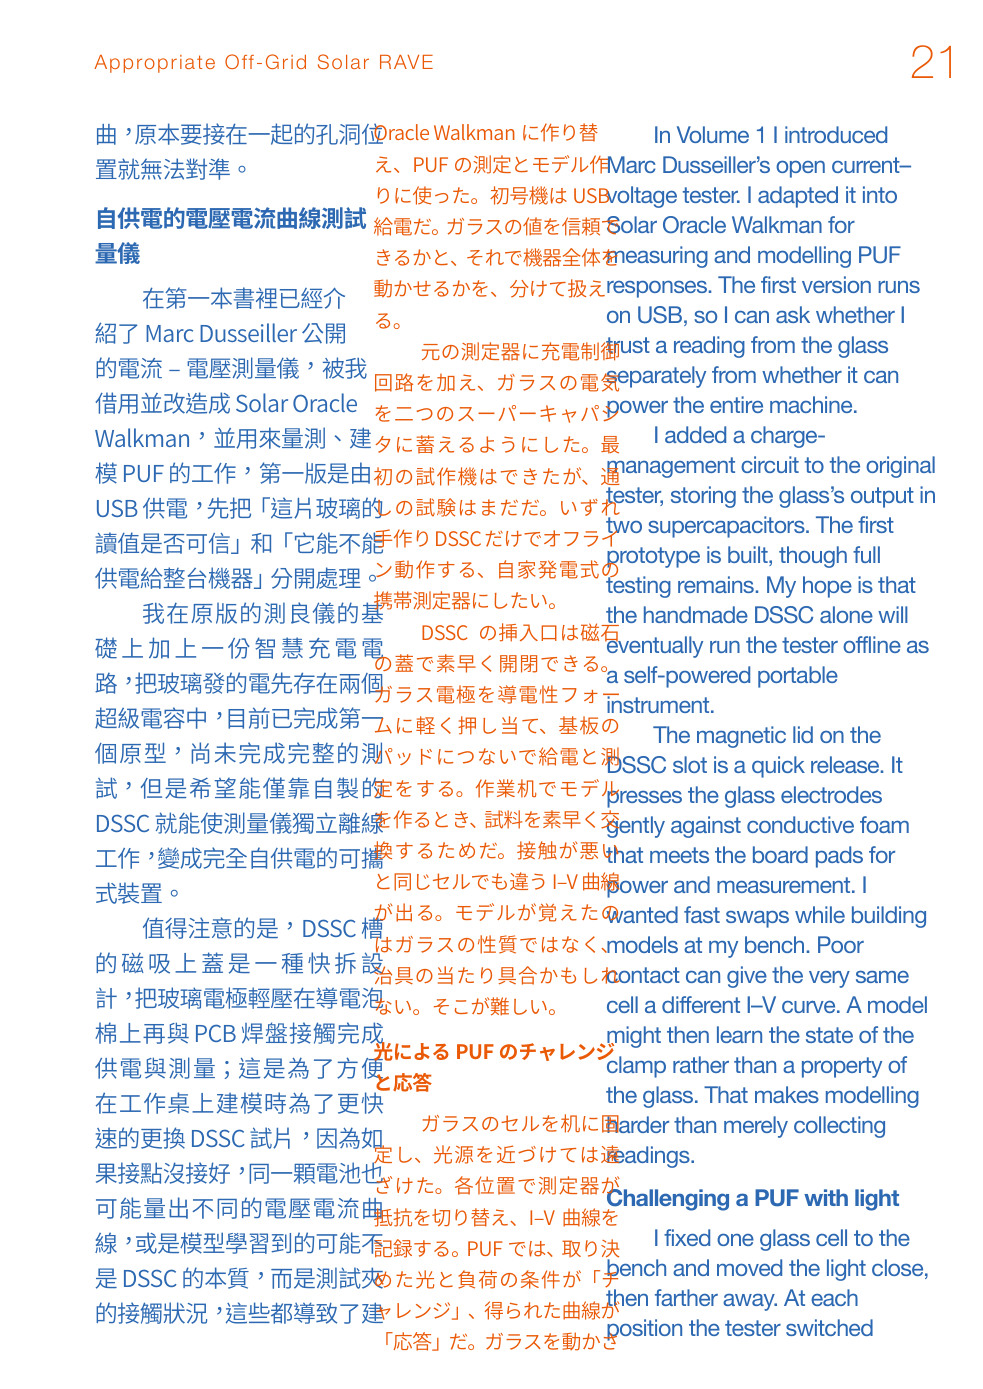 Appropriate Off-Grid Solar RAVE
21
曲，原本要接在一起的孔洞位
置就無法對準。
自供電的電壓電流曲線測試
量儀
在第一本書裡已經介
紹了 Marc Dusseiller 公開
的電流 – 電壓測量儀，被我
借用並改造成 Solar Oracle
Walkman，並用來量測、建
模 PUF 的工作，第一版是由
USB 供電，先把「這片玻璃的
讀值是否可信」和「它能不能
供電給整台機器」分開處理。
我在原版的測良儀的基
礎上加上一份智慧充電電
路，把玻璃發的電先存在兩個
超級電容中，目前已完成第一
個原型，尚未完成完整的測
試，但是希望能僅靠自製的
DSSC 就能使測量儀獨立離線
工作，變成完全自供電的可攜
式裝置。
值得注意的是，DSSC 槽
的磁吸上蓋是一種快拆設
計，把玻璃電極輕壓在導電泡
棉上再與 PCB 焊盤接觸完成
供電與測量；這是為了方便
在工作桌上建模時為了更快
速的更換 DSSC 試片，因為如
果接點沒接好，同一顆電池也
可能量出不同的電壓電流曲
線，或是模型學習到的可能不
是 DSSC 的本質，而是測試夾
的接觸狀況，這些都導致了建
Oracle Walkman に作り替
え、PUF の測定とモデル作
りに使った。初号機は USB
給電だ。ガラスの値を信頼で
きるかと、それで機器全体を
動かせるかを、分けて扱え
る。
元の測定器に充電制御
回路を加え、ガラスの電気
を二つのスーパーキャパシ
タに蓄えるようにした。最
初の試作機はできたが、通
しの試験はまだだ。いずれ
手作り DSSC だけでオフライ
ン動作する、自家発電式の
携帯測定器にしたい。
DSSC の挿入口は磁石
の蓋で素早く開閉できる。
ガラス電極を導電性フォー
ムに軽く押し当て、基板の
パッドにつないで給電と測
定をする。作業机でモデル
を作るとき、試料を素早く交
換するためだ。接触が悪い
と同じセルでも違う I–V 曲線
が出る。モデルが覚えたの
はガラスの性質ではなく、
治具の当たり具合かもしれ
ない。そこが難しい。
光による PUF のチャレンジ
と応答
ガラスのセルを机に固
定し、光源を近づけては遠
ざけた。各位置で測定器が
抵抗を切り替え、I–V 曲線を
記録する。PUF では、取り決
めた光と負荷の条件が「チ
ャレンジ」、得られた曲線が
「応答」だ。ガラスを動かさ
In Volume 1 I introduced
Marc Dusseiller’s open current–
voltage tester. I adapted it into
Solar Oracle Walkman for
measuring and modelling PUF
responses. The first version runs
on USB, so I can ask whether I
trust a reading from the glass
separately from whether it can
power the entire machine.
I added a charge-
management circuit to the original
tester, storing the glass’s output in
two supercapacitors. The first
prototype is built, though full
testing remains. My hope is that
the handmade DSSC alone will
eventually run the tester offline as
a self-powered portable
instrument.
The magnetic lid on the
DSSC slot is a quick release. It
presses the glass electrodes
gently against conductive foam
that meets the board pads for
power and measurement. I
wanted fast swaps while building
models at my bench. Poor
contact can give the very same
cell a different I–V curve. A model
might then learn the state of the
clamp rather than a property of
the glass. That makes modelling
harder than merely collecting
readings.
Challenging a PUF with light
I fixed one glass cell to the
bench and moved the light close,
then farther away. At each
position the tester switched